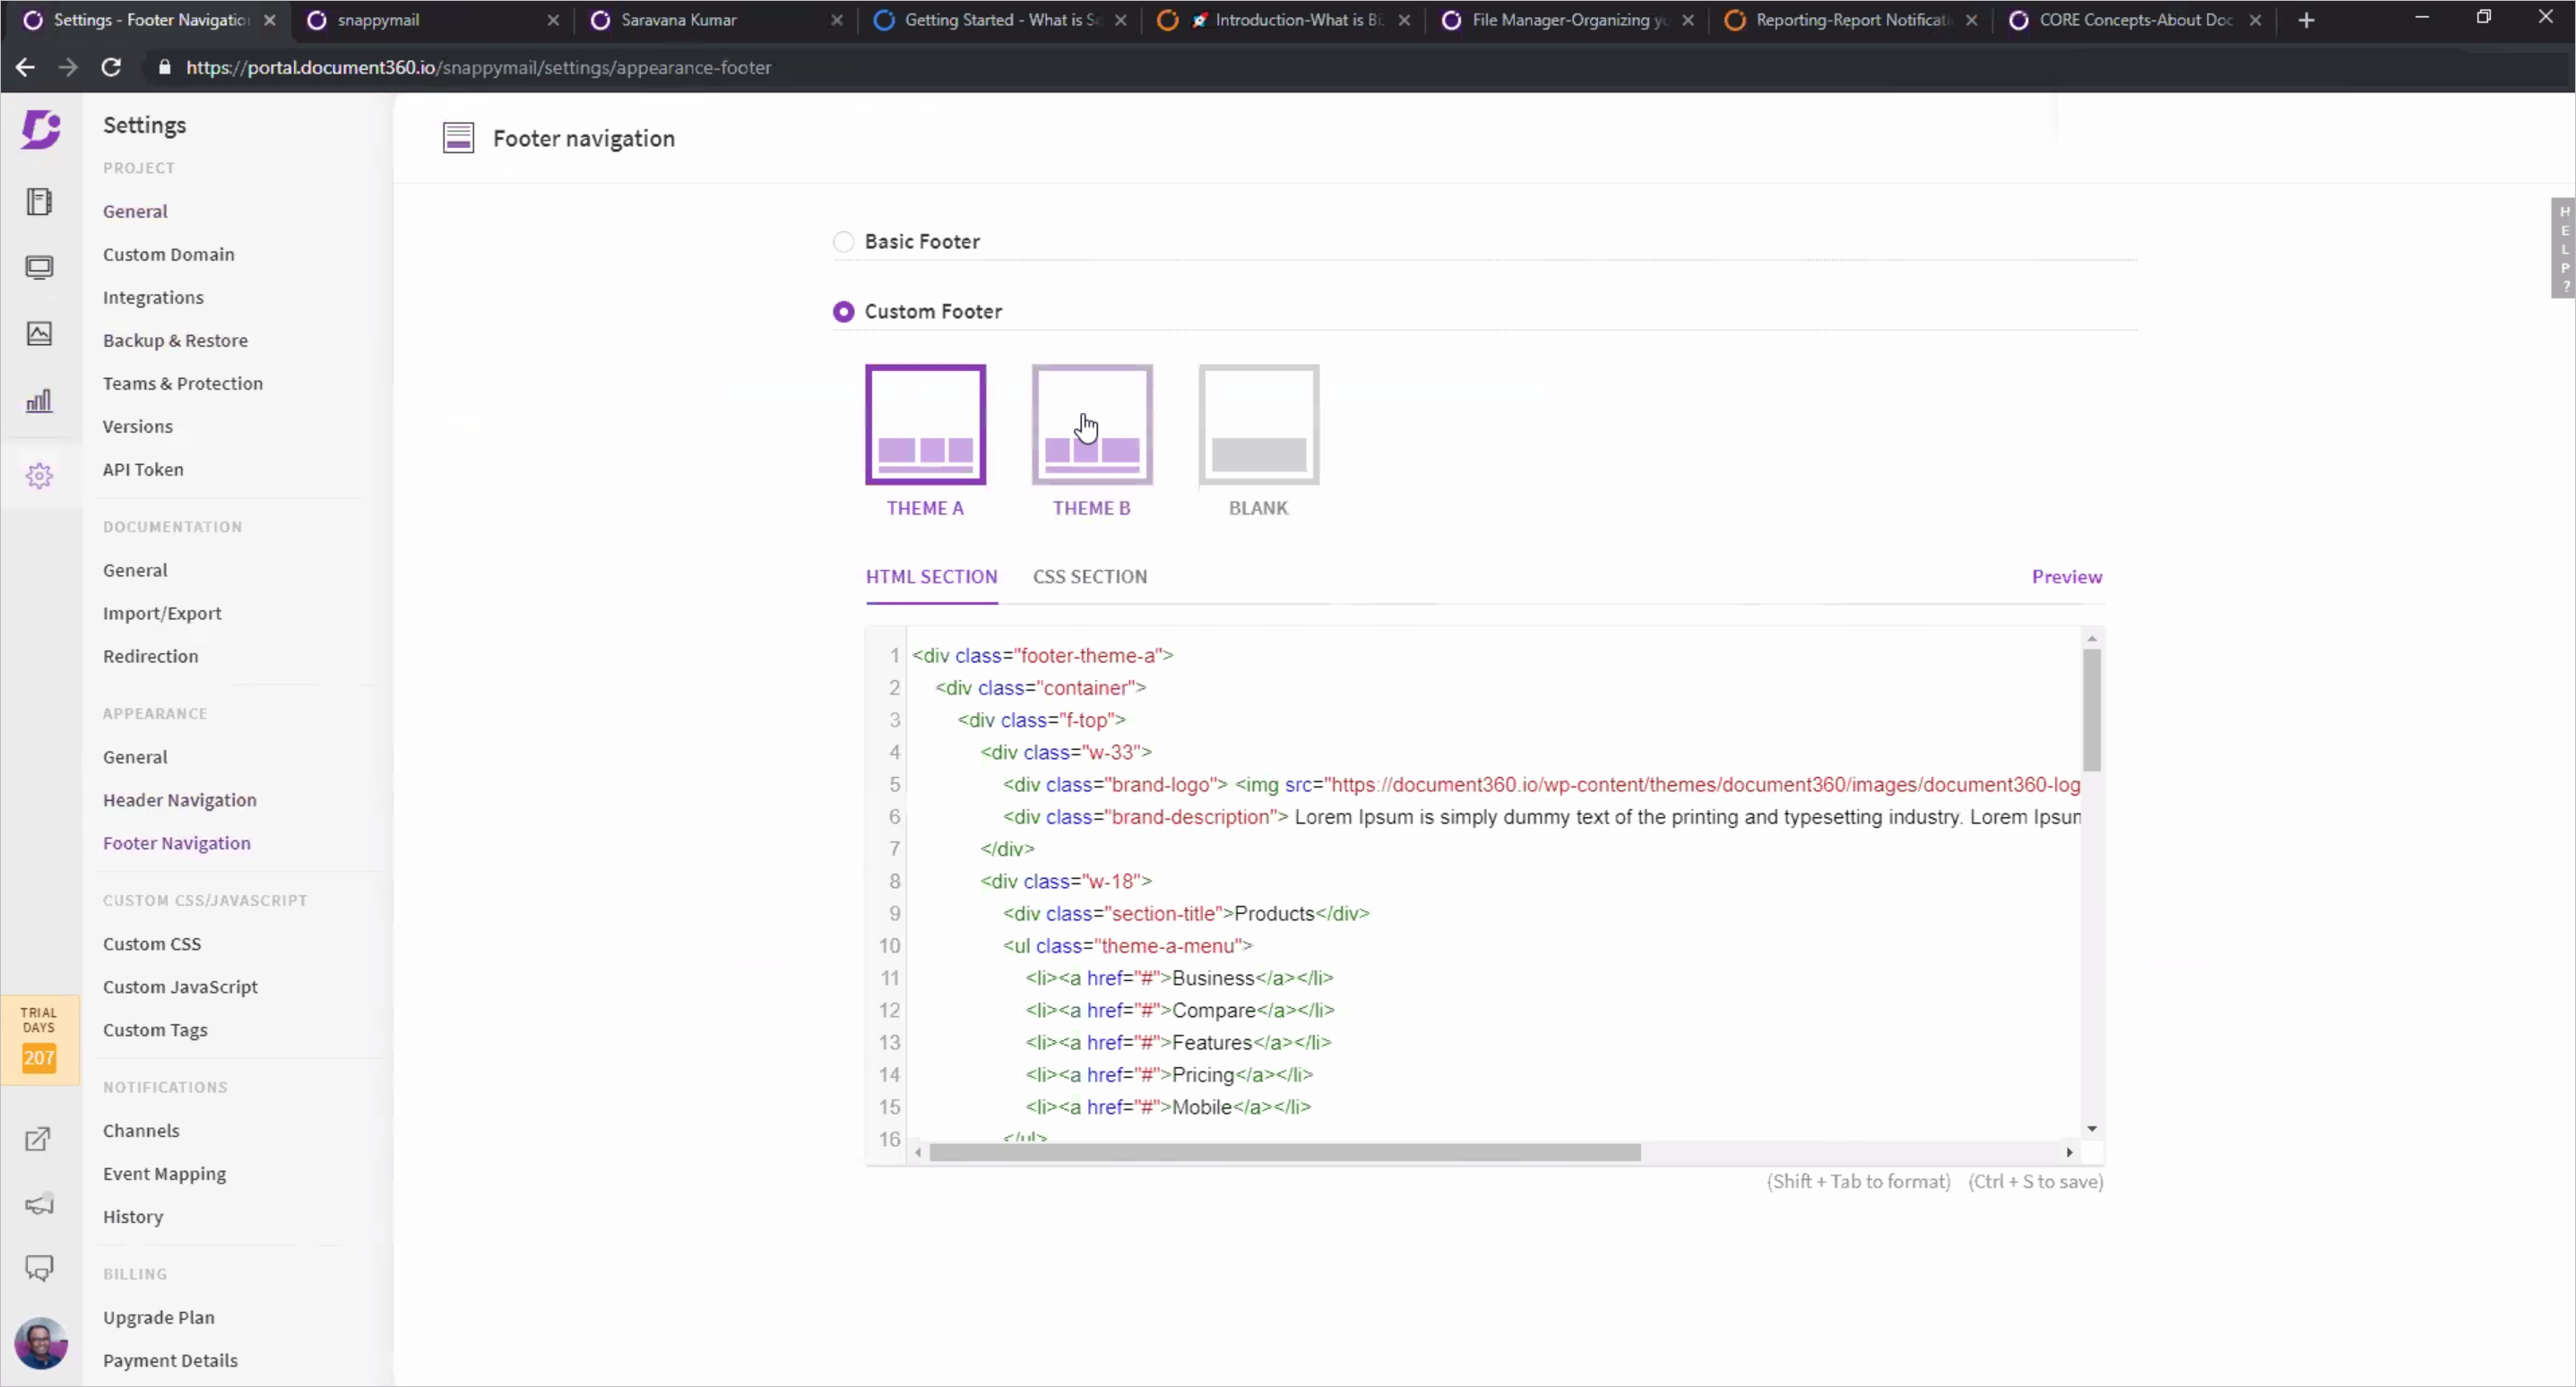 Settings - Footer Navigation
snappymail
Saravana Kumar
Getting Started - What is S
Introduction-What is Bi
File Manager-Organizing y
Reporting-Report Notificati
CORE Concepts-About Doc
https://portal.document360.io/snappymail/settings/appearance-footer
Settings
PROJECT
General
Custom Domain
Integrations
Backup & Restore
Teams & Protection
Versions
API Token
DOCUMENTATION
General
Import/Export
Redirection
APPEARANCE
General
Header Navigation
Footer Navigation
CUSTOM CSS/JAVASCRIPT
Custom CSS
Custom JavaScript
Custom Tags
NOTIFICATIONS
Channels
Event Mapping
History
BILLING
Upgrade Plan
Payment Details
TRIAL
DAYS
207
Footer navigation
Basic Footer
Custom Footer
THEME A
THEME B
BLANK
HTML SECTION
CSS SECTION
Preview
1 <div class="footer-theme-a">
2 <div class="container">
3 <div class="f-top">
4 <div class="w-33">
5 <div class="brand-logo"> <img src="https://document360.io/wp-content/themes/document360/images/document360-log
6 <div class="brand-description"> Lorem Ipsum is simply dummy text of the printing and typesetting industry. Lorem Ipsum
7 </div>
8 <div class="w-18">
9 <div class="section-title">Products</div>
10 <ul class="theme-a-menu">
11 <li><a href="#">Business</a></li>
12 <li><a href="#">Compare</a></li>
13 <li><a href="#">Features</a></li>
14 <li><a href="#">Pricing</a></li>
15 <li><a href="#">Mobile</a></li>
16 </ul>
(Shift + Tab to format) (Ctrl + S to save)
HELP?